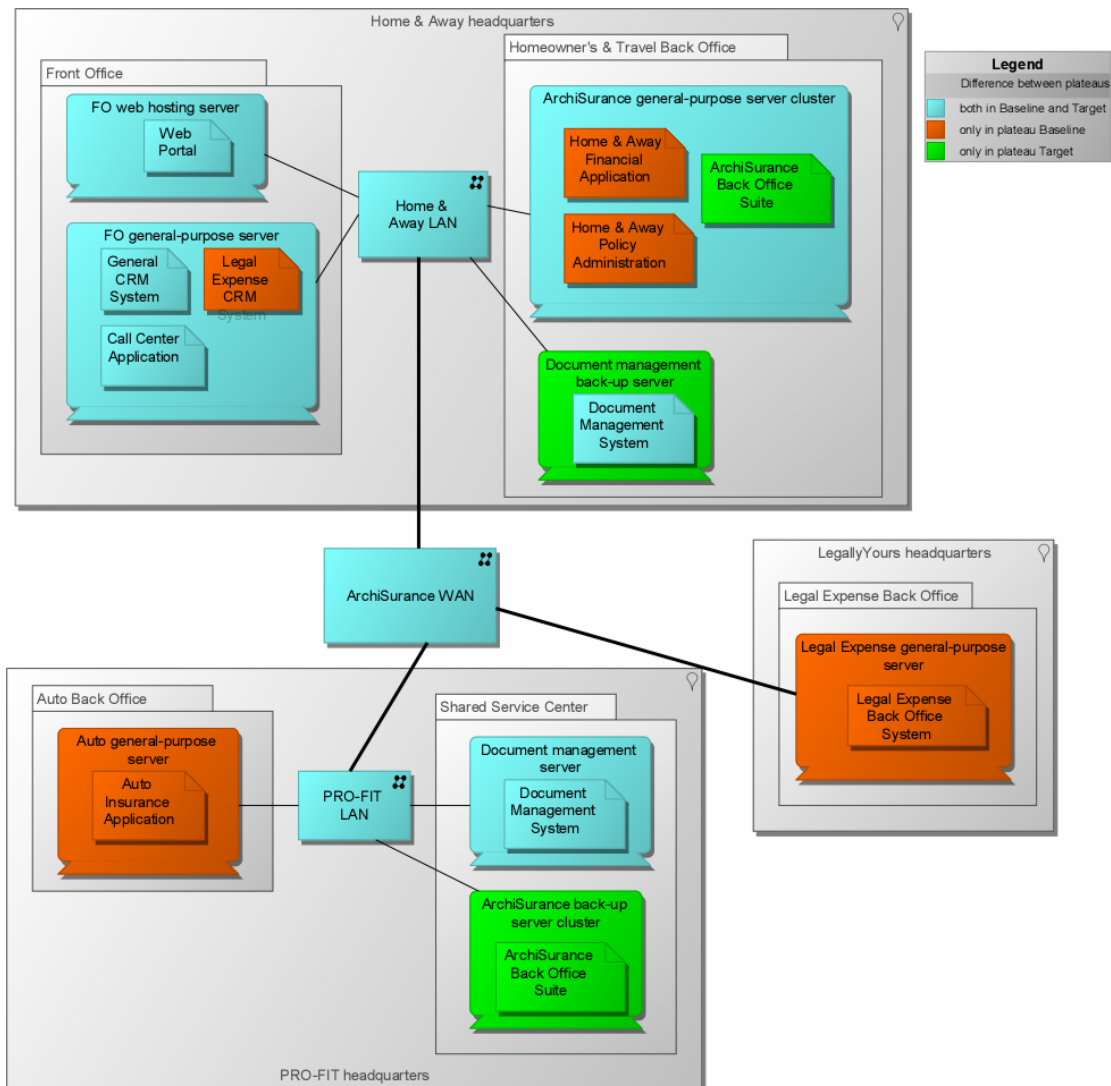 Home & Away headquarters
Homeowner's & Travel Back Office
Front Office
FO web hosting server
Web
Portal
FO general-purpose server
General
CRM
System
Legal
Expense
CRM
System
Call Center
Application
Home &
Away LAN
ArchiSurance general-purpose server cluster
Home & Away
Financial
Application
ArchiSurance
Back Office
Suite
Home & Away
Policy
Administration
Document management
back-up server
Document
Management
System
Legend
Difference between plateaus
both in Baseline and Target
only in plateau Baseline
only in plateau Target
ArchiSurance WAN
LegallyYours headquarters
Legal Expense Back Office
Legal Expense general-purpose
server
Legal Expense
Back Office
System
Auto Back Office
Auto general-purpose
server
Auto
Insurance
Application
PRO-FIT
LAN
Shared Service Center
Document management
server
Document
Management
System
ArchiSurance back-up
server cluster
ArchiSurance
Back Office
Suite
PRO-FIT headquarters